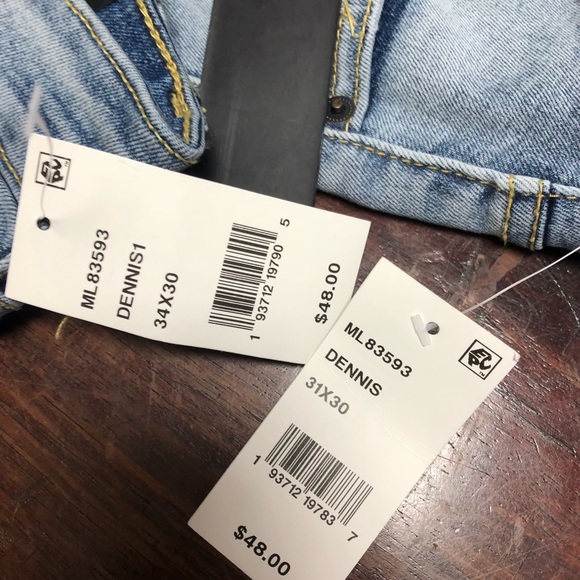 ML83593
DENNIS1
34X30
1 93712 19790 5
$48.00
ML83593
DENNIS
31X30
1 93712 19783 7
$48.00